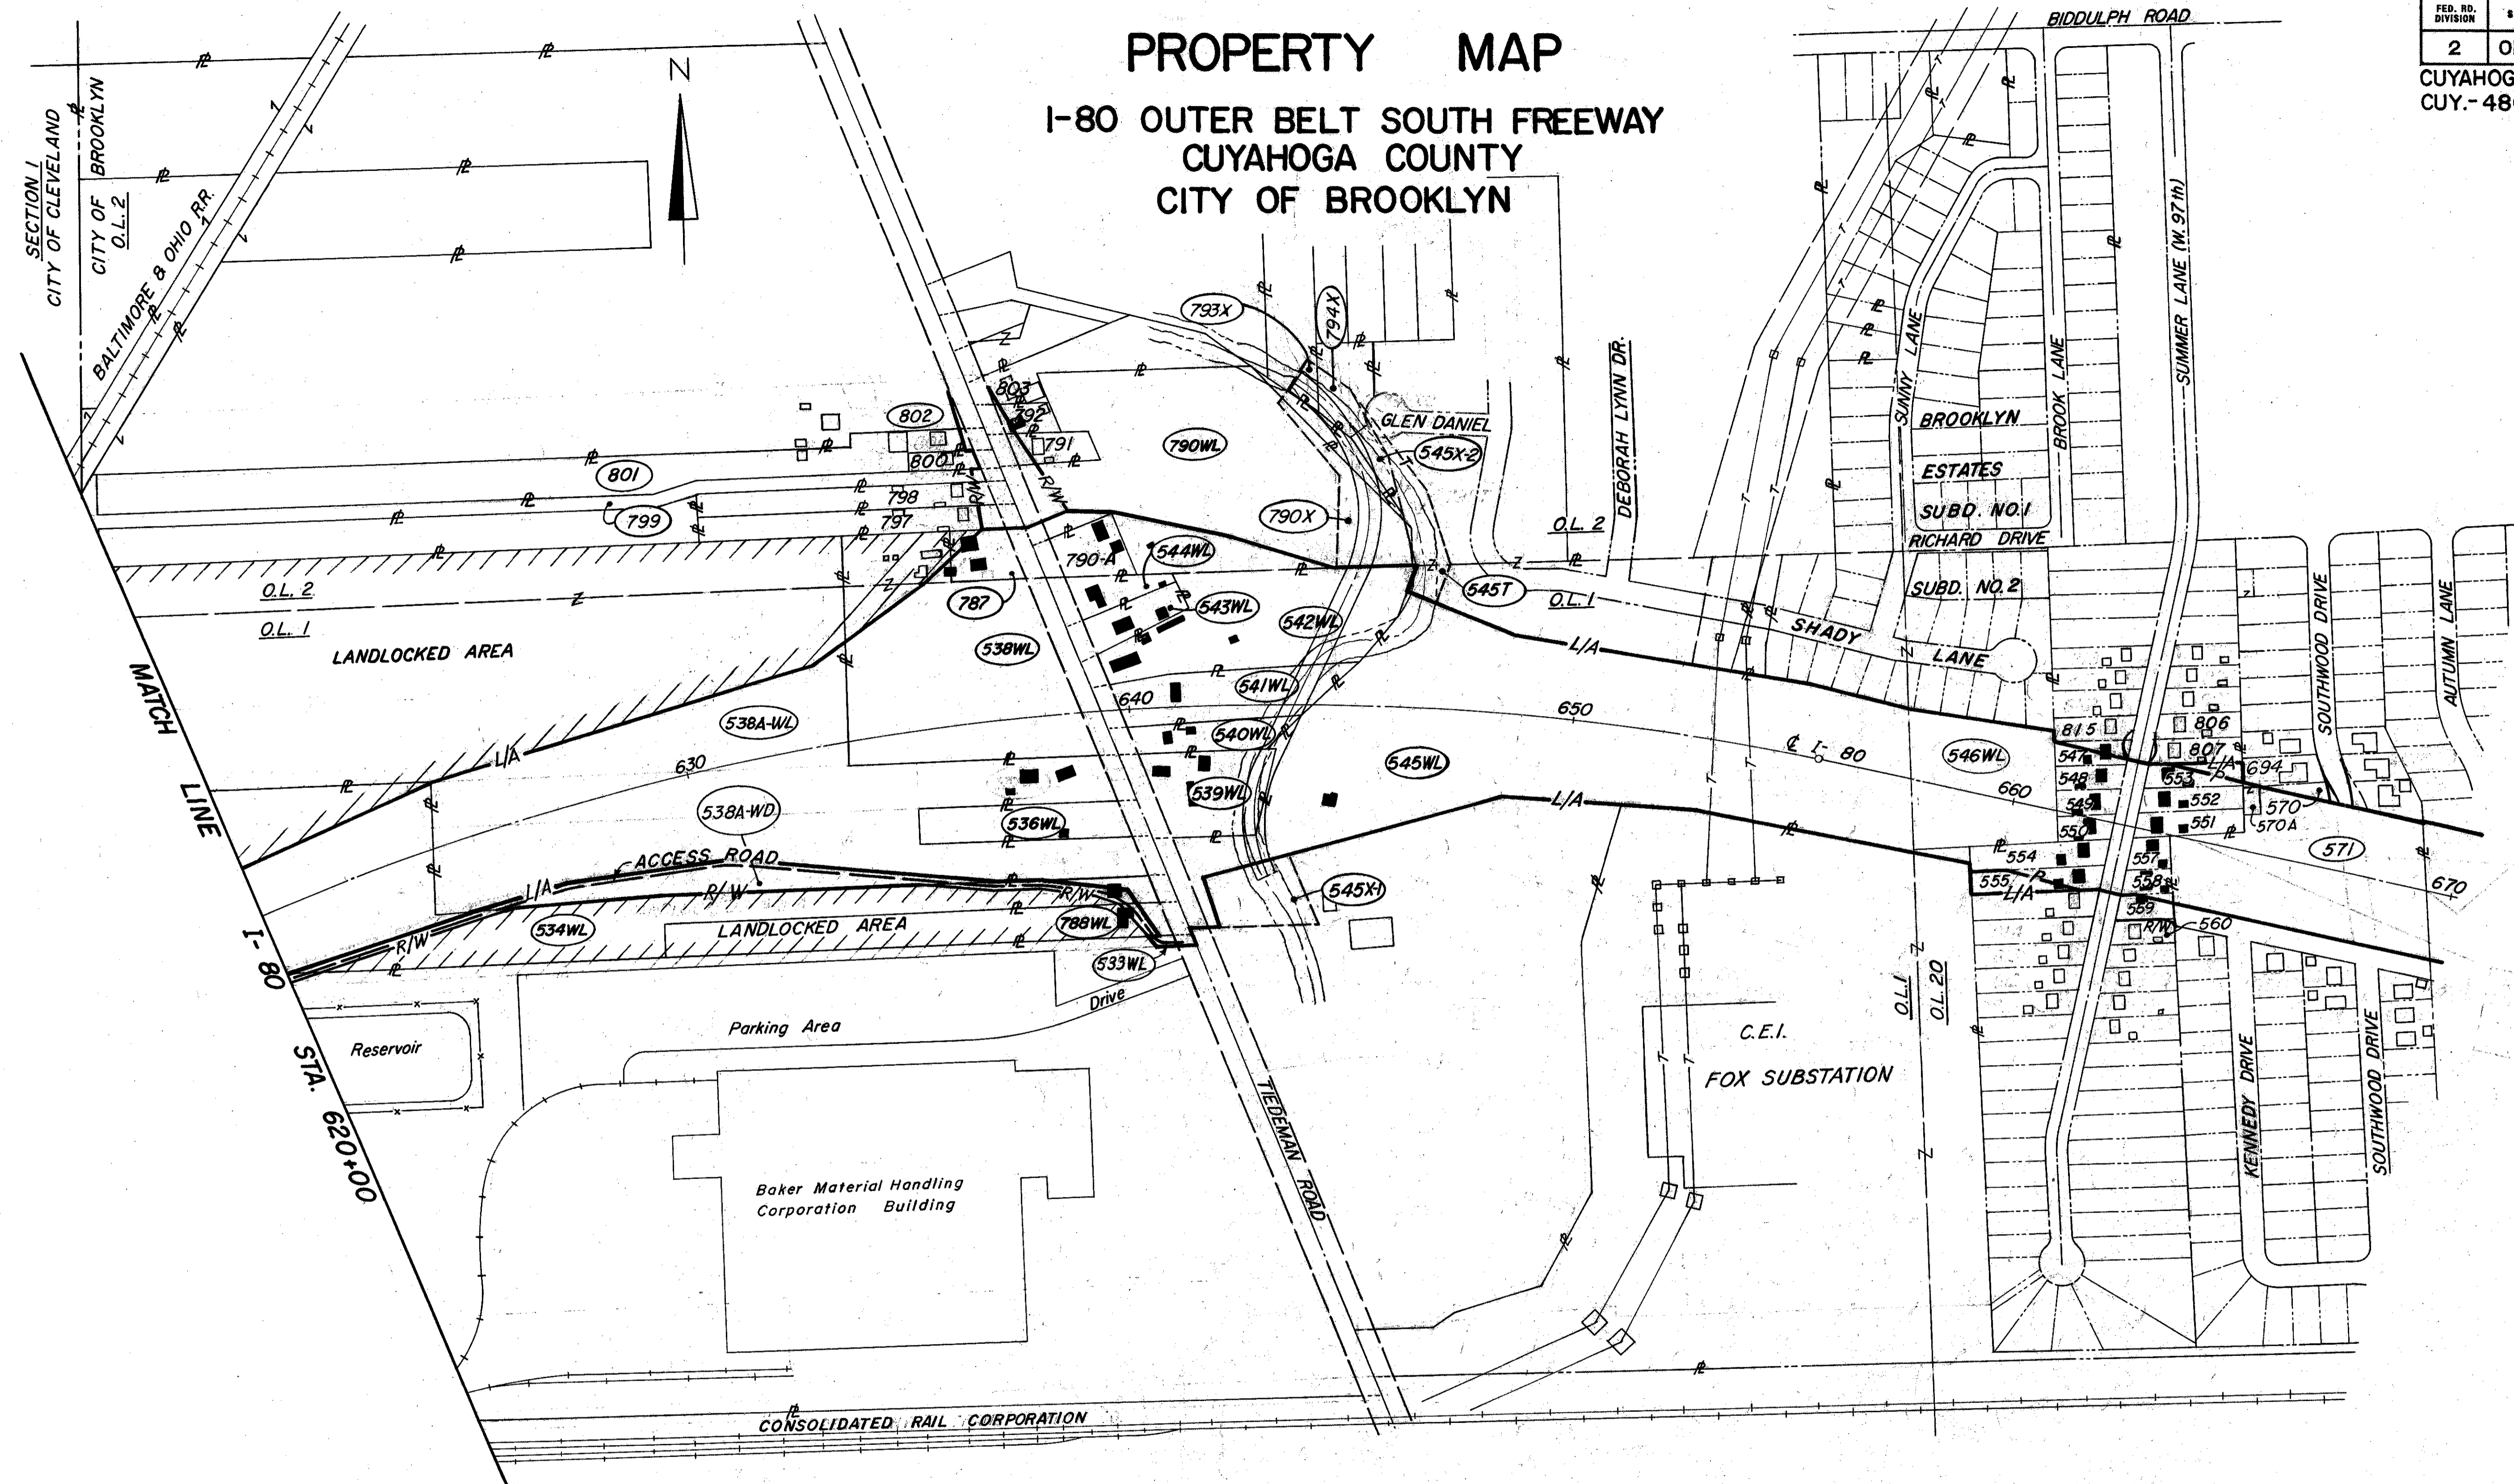 PROPERTY MAP
I-80 OUTER BELT SOUTH FREEWAY
CUYAHOGA COUNTY
CITY OF BROOKLYN
FED. RD.
DIVISION
2
CUYAHOG
CUY.-48
N
SECTION 1
CITY OF CLEVELAND
CITY OF BROOKLYN
O.L. 2
BALTIMORE & OHIO R.R.
BIDDULPH ROAD
SUMMER LANE (W. 97th)
SUNNY LANE
BROOK LANE
BROOKLYN
ESTATES
SUBD. NO. 1
RICHARD DRIVE
SUBD. NO. 2
DEBORAH LYNN DR.
GLEN DANIEL
793X
794X
803
792
791
802
800
801
799
798
797
790WL
545X-2
790X
O.L. 2
O.L. 1
545T
790-A
544WL
543WL
542WL
787
538WL
541WL
540WL
539WL
545WL
546WL
536WL
O.L. 2
O.L. 1
LANDLOCKED AREA
538A-WL
L/A
630
640
650
660
670
℄ I-80
538A-WD
ACCESS ROAD
L/A
R/W
R/W
R/W
R/W
R/W
534WL
LANDLOCKED AREA
788WL
533WL
545X-1
Drive
SHADY LANE
L/A
L/A
SOUTHWOOD DRIVE
AUTUMN LANE
815
806
807
L/A
547
548
549
550
553
552
551
694
570
570A
571
554
555
L/A
557
558
559
R/W
560
MATCH LINE I-80 STA. 620+00
Reservoir
Parking Area
Baker Material Handling
Corporation Building
TIEDEMAN ROAD
C.E.I.
FOX SUBSTATION
O.L. 1
O.L. 20
KENNEDY DRIVE
SOUTHWOOD DRIVE
CONSOLIDATED RAIL CORPORATION